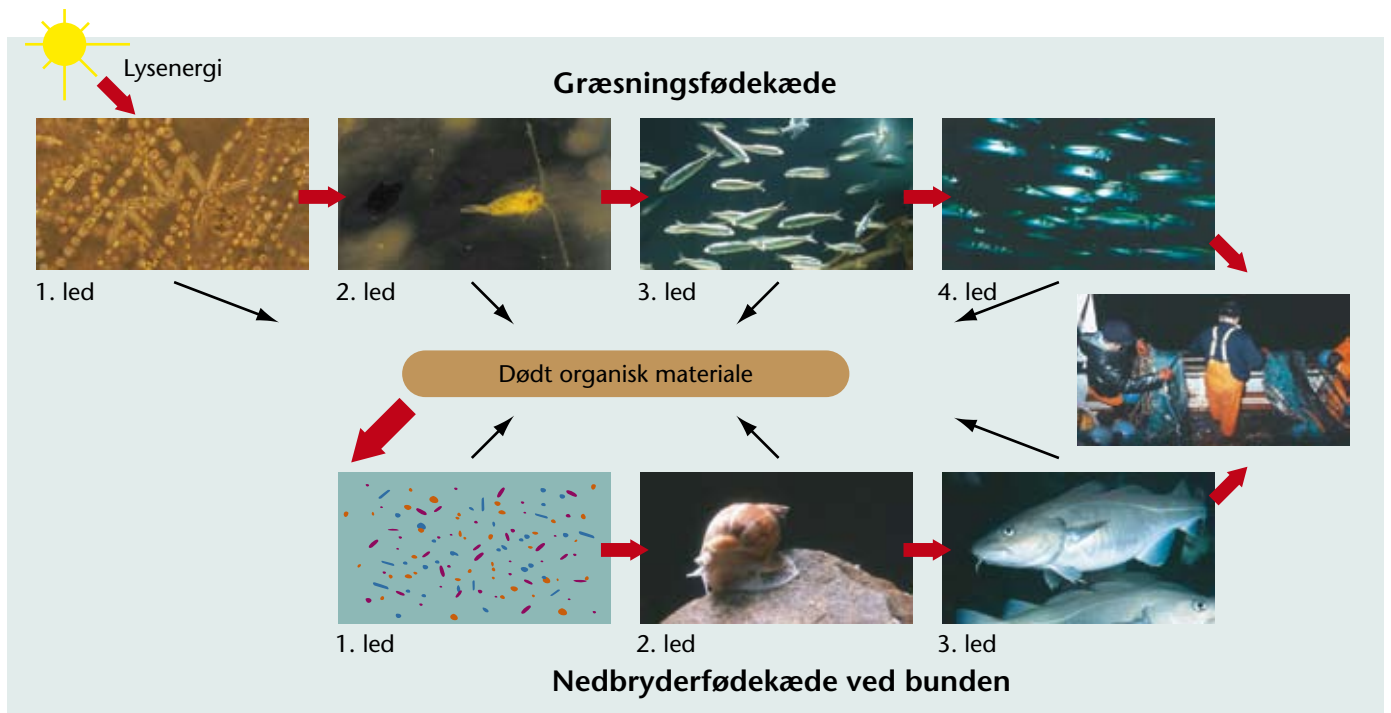 Lysenergi
Græsningsfødekæde
1. led
2. led
3. led
4. led
Dødt organisk materiale
1. led
2. led
3. led
Nedbryderfødekæde ved bunden